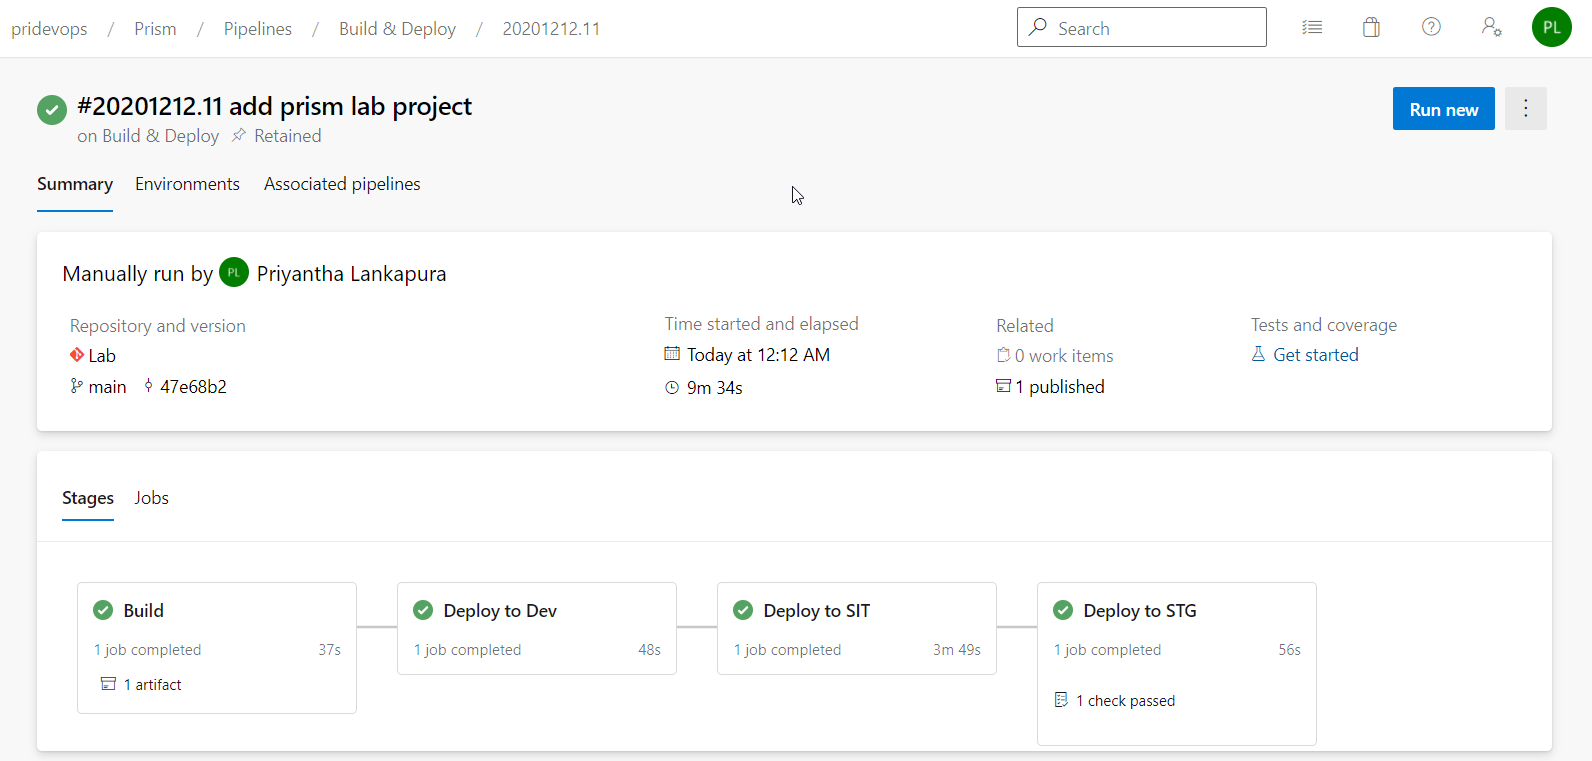 pridevops / Prism / Pipelines / Build & Deploy / 20201212.11
Search
PL
#20201212.11 add prism lab project
on Build & Deploy Retained
Run new
Summary Environments Associated pipelines
Manually run by PL Priyantha Lankapura
Repository and version
Lab
main 47e68b2
Time started and elapsed
Today at 12:12 AM
9m 34s
Related
0 work items
1 published
Tests and coverage
Get started
Stages Jobs
Build
1 job completed 37s
1 artifact
Deploy to Dev
1 job completed 48s
Deploy to SIT
1 job completed 3m 49s
Deploy to STG
1 job completed 56s
1 check passed